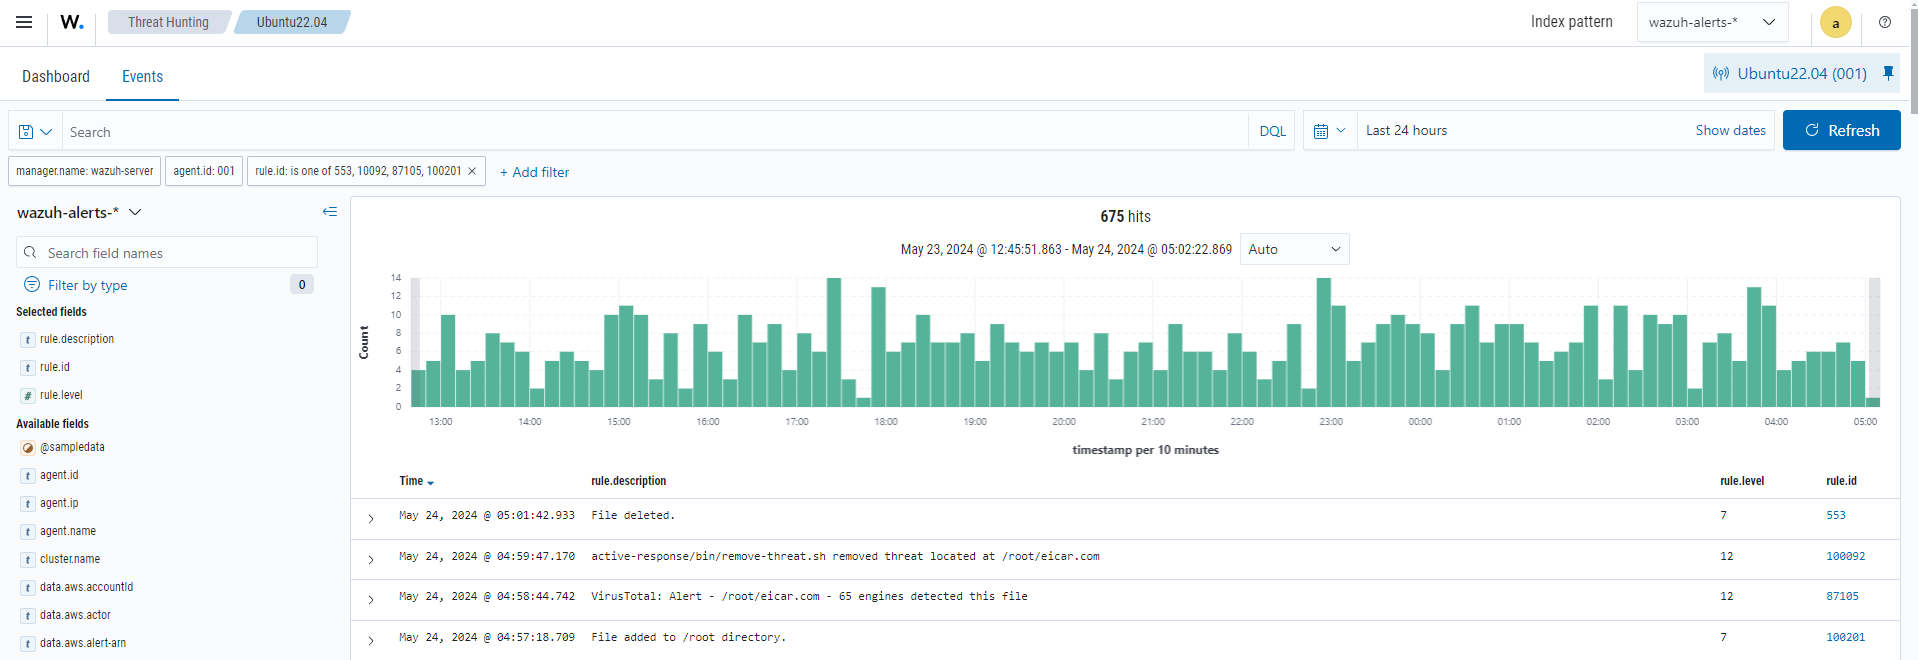 W. Threat Hunting Ubuntu22.04 Index pattern wazuh-alerts-* a
Dashboard Events Ubuntu22.04 (001)
Search DQL Last 24 hours Show dates Refresh
manager.name: wazuh-server agent.id: 001 rule.id: is one of 553, 10092, 87105, 100201 × + Add filter
wazuh-alerts-*
Search field names
Filter by type 0
Selected fields
t rule.description
t rule.id
# rule.level
Available fields
@sampledata
t agent.id
t agent.ip
t agent.name
t cluster.name
t data.aws.accountId
t data.aws.actor
t data.aws.alert-arn
675 hits
May 23, 2024 @ 12:45:51.863 - May 24, 2024 @ 05:02:22.869 Auto
Count
14
12
10
8
6
4
2
0
13:00 14:00 15:00 16:00 17:00 18:00 19:00 20:00 21:00 22:00 23:00 00:00 01:00 02:00 03:00 04:00 05:00
timestamp per 10 minutes
Time rule.description rule.level rule.id
May 24, 2024 @ 05:01:42.933 File deleted. 7 553
May 24, 2024 @ 04:59:47.170 active-response/bin/remove-threat.sh removed threat located at /root/eicar.com 12 100092
May 24, 2024 @ 04:58:44.742 VirusTotal: Alert - /root/eicar.com - 65 engines detected this file 12 87105
May 24, 2024 @ 04:57:18.709 File added to /root directory. 7 100201